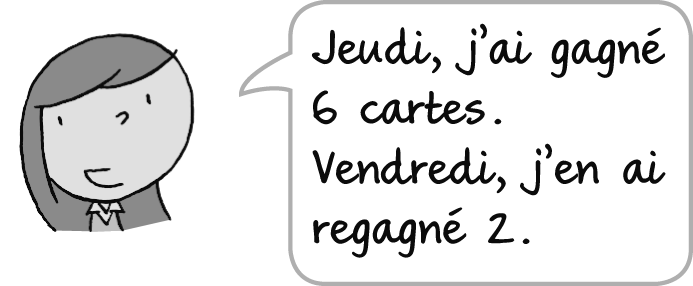 Jeudi, j'ai gagné
6 cartes.
Vendredi, j'en ai
regagné 2.